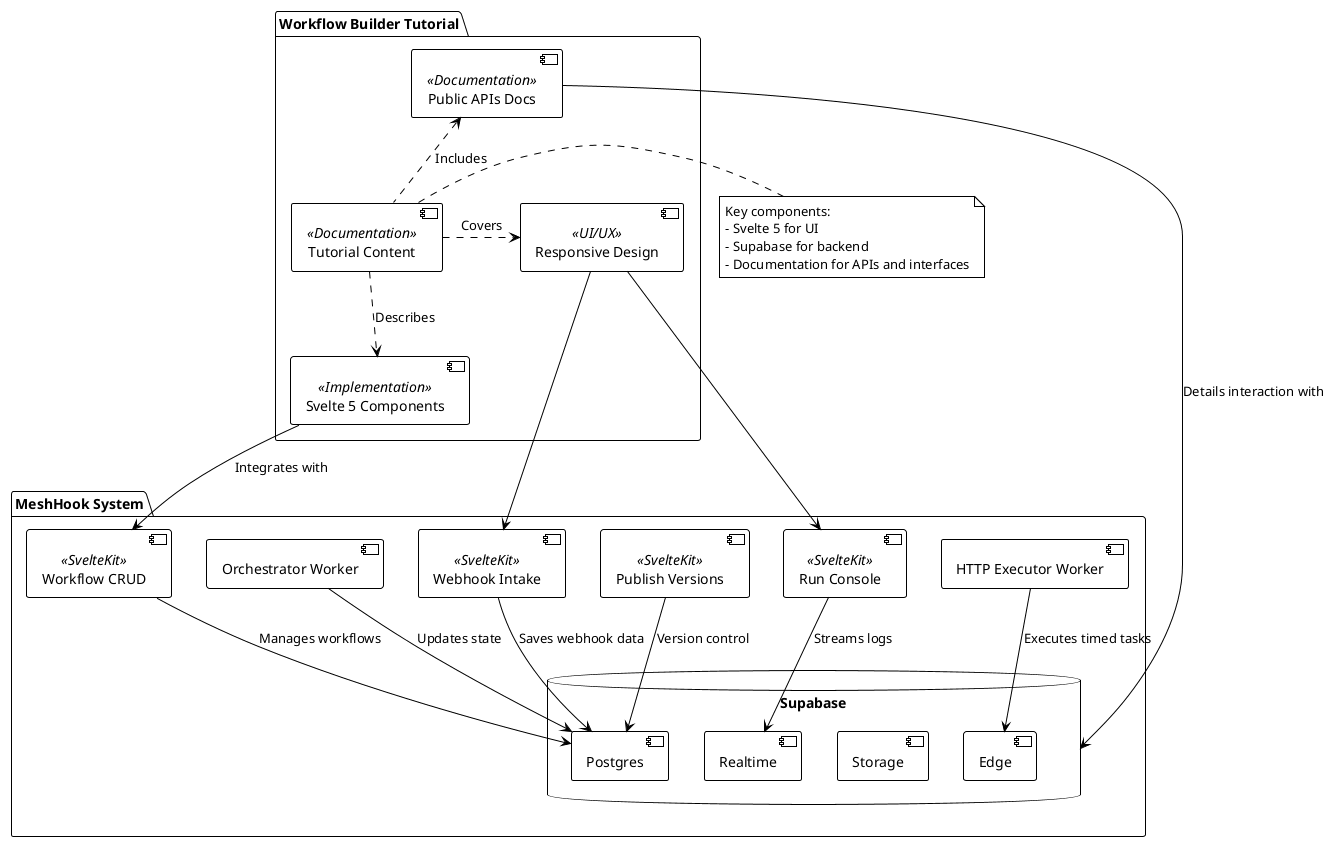 Workflow Builder Tutorial
«Documentation»
Public APIs Docs
Includes
«Documentation»
Tutorial Content
Covers
«UI/UX»
Responsive Design
Key components:
- Svelte 5 for UI
- Supabase for backend
- Documentation for APIs and interfaces
Describes
«Implementation»
Svelte 5 Components
Details interaction with
Integrates with
MeshHook System
«SvelteKit»
Workflow CRUD
Orchestrator Worker
«SvelteKit»
Webhook Intake
«SvelteKit»
Publish Versions
«SvelteKit»
Run Console
HTTP Executor Worker
Manages workflows
Updates state
Saves webhook data
Version control
Streams logs
Executes timed tasks
Supabase
Postgres
Realtime
Storage
Edge